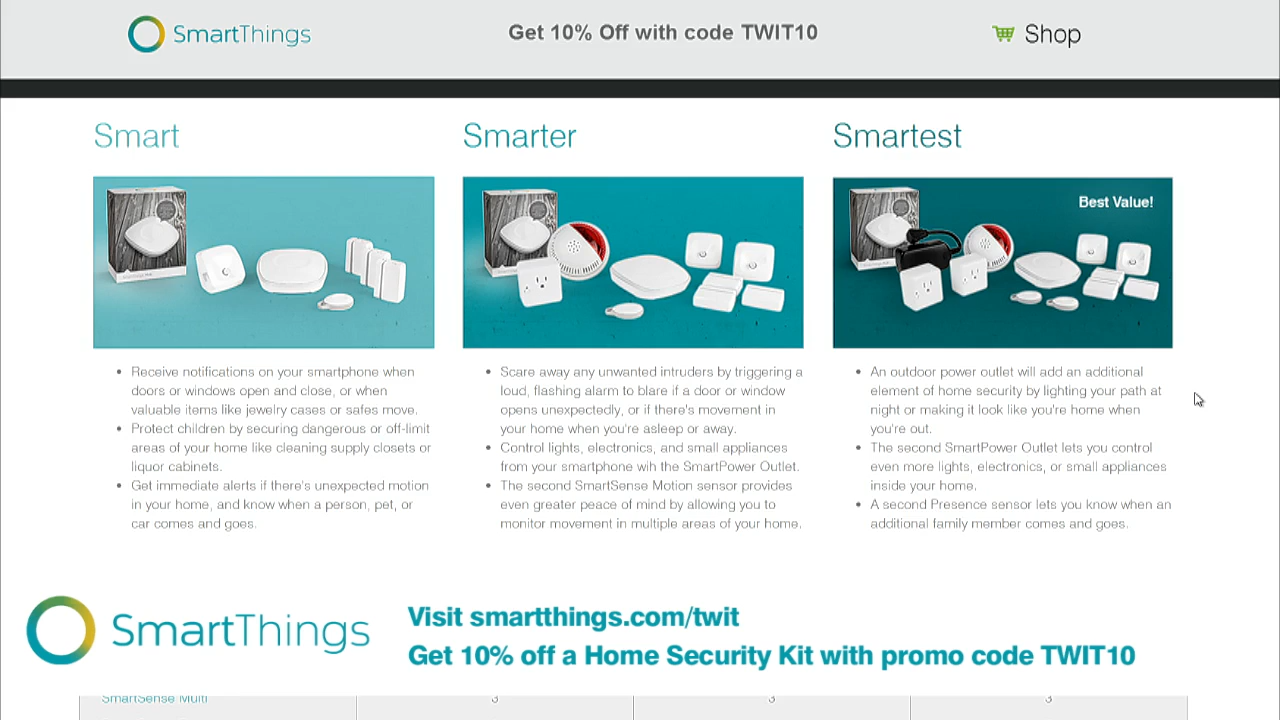 SmartThings
Get 10% Off with code TWIT10
Shop
Smart
Smarter
Smartest
Best Value!
Receive notifications on your smartphone when
doors or windows open and close, or when
valuable items like jewelry cases or safes move.
Protect children by securing dangerous or off-limit
areas of your home like cleaning supply closets or
liquor cabinets.
Get immediate alerts if there's unexpected motion
in your home, and know when a person, pet, or
car comes and goes.
Scare away any unwanted intruders by triggering a
loud, flashing alarm to blare if a door or window
opens unexpectedly, or if there's movement in
your home when you're asleep or away.
Control lights, electronics, and small appliances
from your smartphone wih the SmartPower Outlet.
The second SmartSense Motion sensor provides
even greater peace of mind by allowing you to
monitor movement in multiple areas of your home.
An outdoor power outlet will add an additional
element of home security by lighting your path at
night or making it look like you're home when
you're out.
The second SmartPower Outlet lets you control
even more lights, electronics, or small appliances
inside your home.
A second Presence sensor lets you know when an
additional family member comes and goes.
SmartThings
Visit smartthings.com/twit
Get 10% off a Home Security Kit with promo code TWIT10
SmartSense Multi
3
3
3